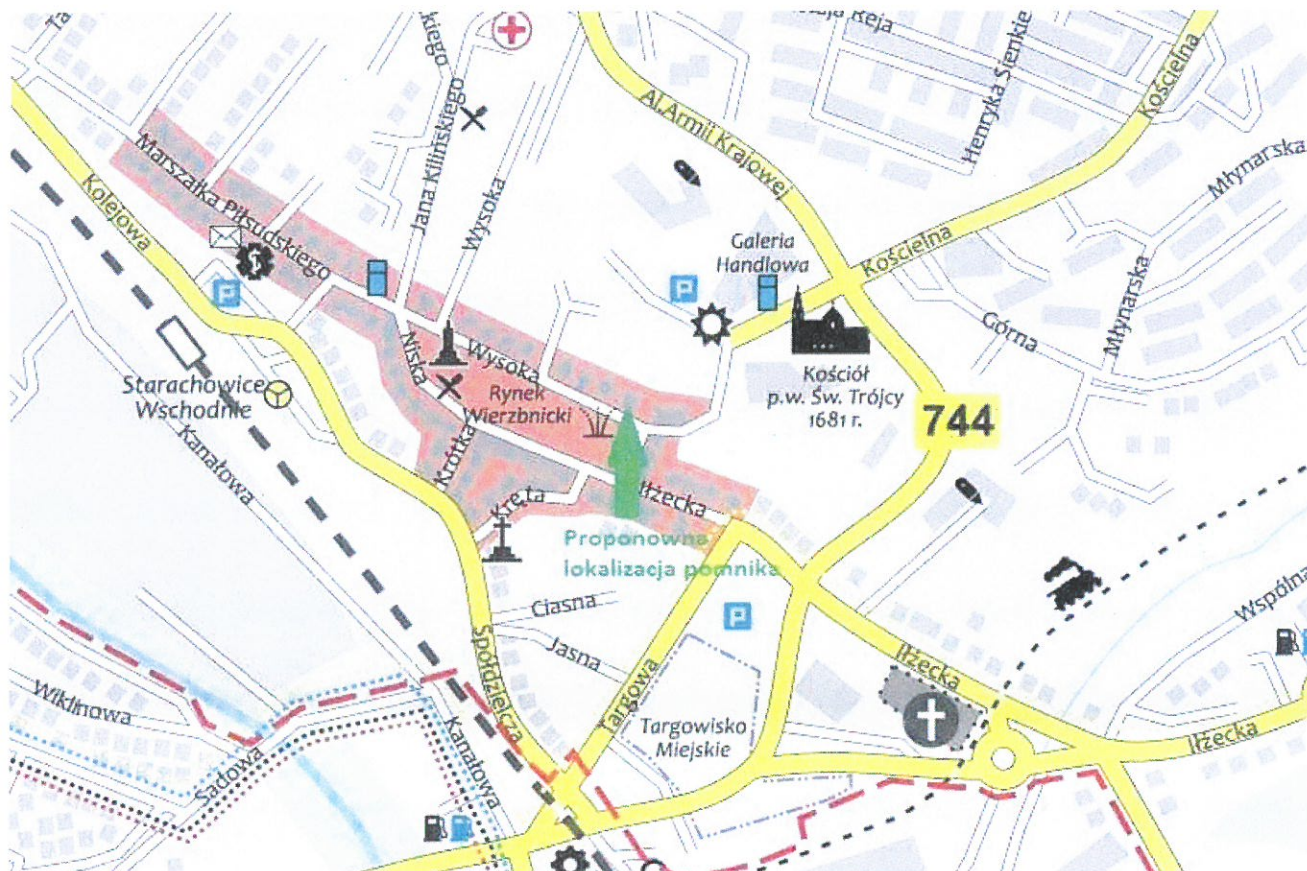 Kościelna
Henryka Sienkie
Al.Armii Krajowej
Jana Kilińskiego
Wysoka
Marszałka Piłsudskiego
Kolejowa
Młynarska
Galeria
Handlowa
Kościelna
Górna
Młynarska
Niska
Wysoka
Rynek
Wierzbnicki
Kościół
p.w. Św. Trójcy
1681 r.
744
Starachowice
Wschodnie
Kanałowa
Krótka
Kręta
Iłżecka
Proponowna
lokalizacja pomnika
Ciasna
Jasna
Spółdzielcza
Targowa
Targowisko
Miejskie
Iłżecka
Wspólna
Iłżecka
Wiklinowa
Sadowa
Kanałowa
P
P
P